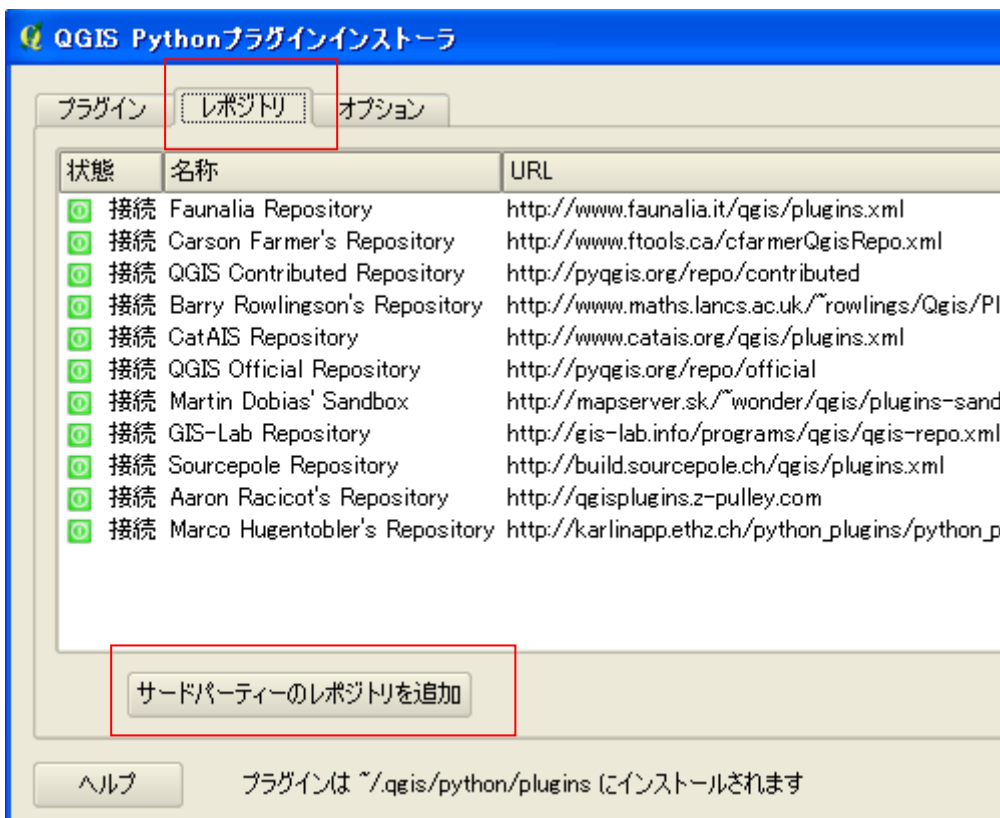 QGIS Pythonプラグインインストーラ
プラグイン レポジトリ オプション
状態 名称 URL
接続 Faunalia Repository http://www.faunalia.it/qgis/plugins.xml
接続 Carson Farmer's Repository http://www.ftools.ca/cfarmerQgisRepo.xml
接続 QGIS Contributed Repository http://pyqgis.org/repo/contributed
接続 Barry Rowlingson's Repository http://www.maths.lancs.ac.uk/~rowlings/Qgis/Pl
接続 CatAIS Repository http://www.catais.org/qgis/plugins.xml
接続 QGIS Official Repository http://pyqgis.org/repo/official
接続 Martin Dobias' Sandbox http://mapserver.sk/~wonder/qgis/plugins-sand
接続 GIS-Lab Repository http://gis-lab.info/programs/qgis/qgis-repo.xml
接続 Sourcepole Repository http://build.sourcepole.ch/qgis/plugins.xml
接続 Aaron Racicot's Repository http://qgisplugins.z-pulley.com
接続 Marco Hugentobler's Repository http://karlinapp.ethz.ch/python_plugins/python_p
サードパーティーのレポジトリを追加
ヘルプ プラグインは ~/.qgis/python/plugins にインストールされます